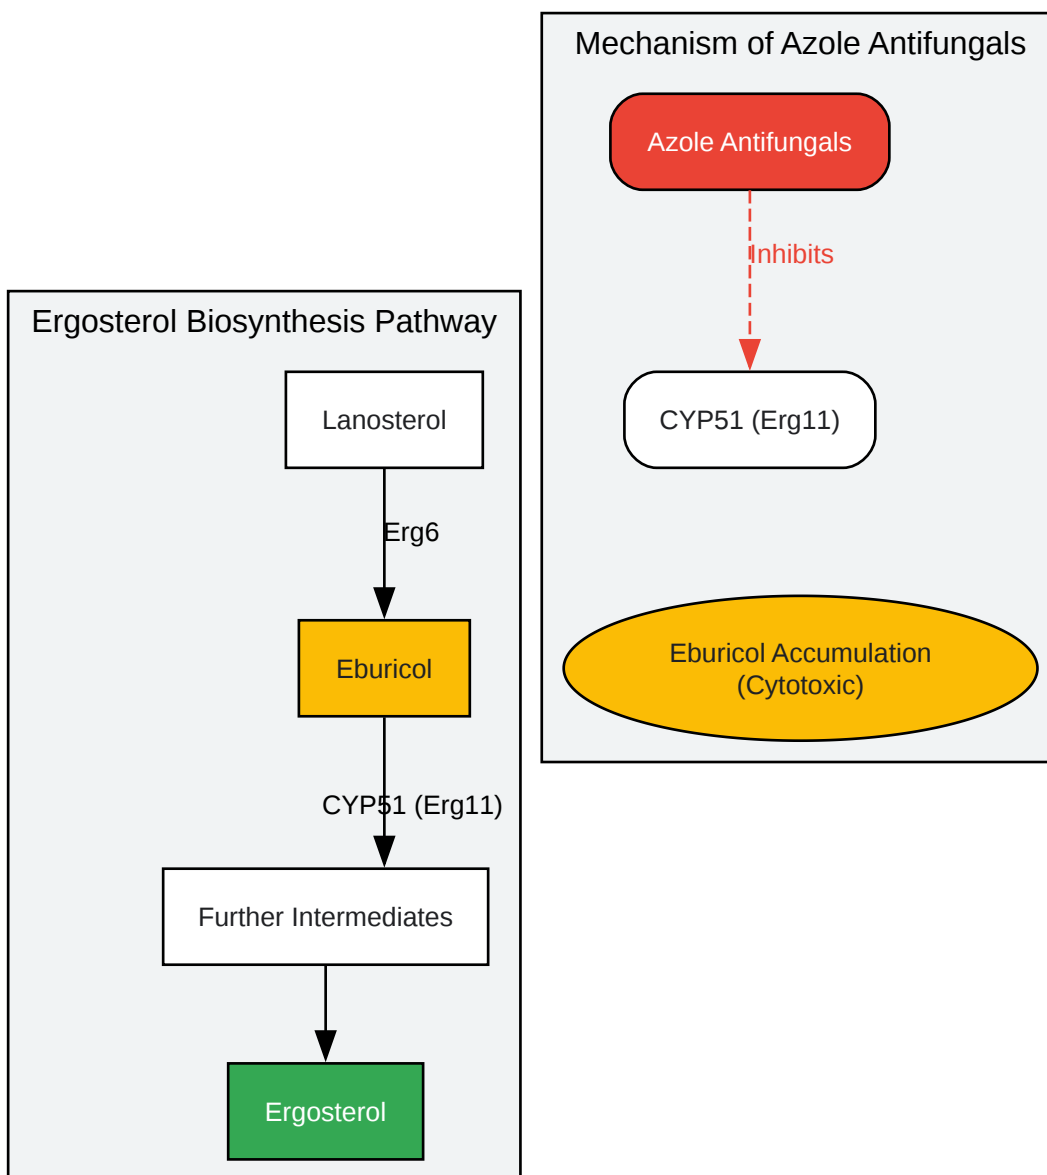 Mechanism of Azole Antifungals
Azole Antifungals
Inhibits
CYP51 (Erg11)
Eburicol Accumulation
(Cytotoxic)
Ergosterol Biosynthesis Pathway
Lanosterol
Erg6
Eburicol
CYP51 (Erg11)
Further Intermediates
Ergosterol